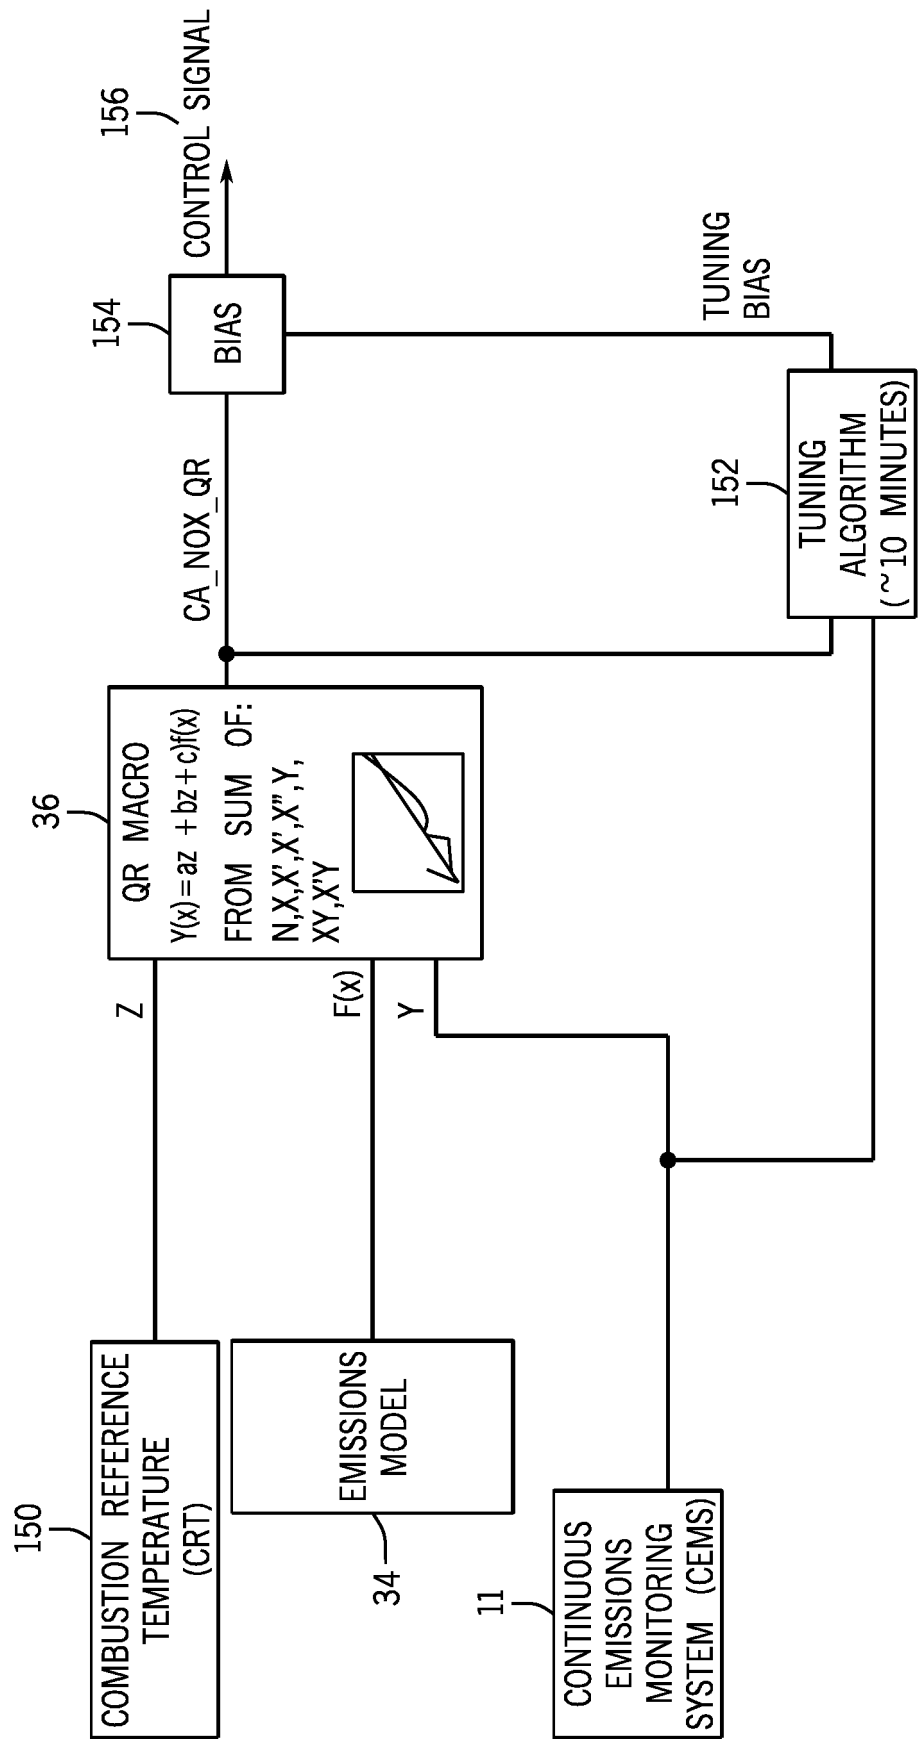 150
COMBUSTION REFERENCE
TEMPERATURE
(CRT)
34
EMISSIONS
MODEL
11
CONTINUOUS
EMISSIONS
MONITORING
SYSTEM (CEMS)
Z
F(x)
Y
36
QR MACRO
Y(x)=az +bz+c)f(x)
FROM SUM OF:
N,X,X',X',X'',Y,
XY,X'Y
CA_NOX_QR
154
BIAS
156
CONTROL SIGNAL
152
TUNING
ALGORITHM
(~10 MINUTES)
TUNING
BIAS